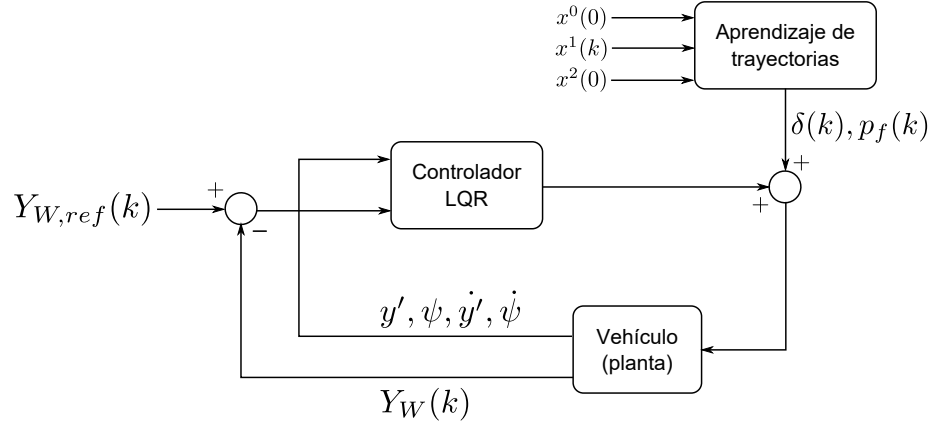 x^0(0)
x^1(k)
x^2(0)
Aprendizaje de
trayectorias
δ(k), p_f(k)
+
+
Controlador
LQR
Y_{W,ref}(k)
+
−
y′, ψ, ẏ′, ψ̇
Vehículo
(planta)
Y_W(k)